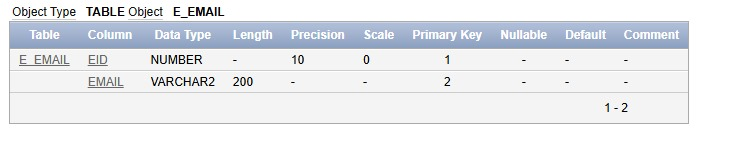 Object Type TABLE Object E_EMAIL
Table Column Data Type Length Precision Scale Primary Key Nullable Default Comment
E_EMAIL EID NUMBER - 10 0 1 - - -
EMAIL VARCHAR2 200 - - 2 - - -
1 - 2